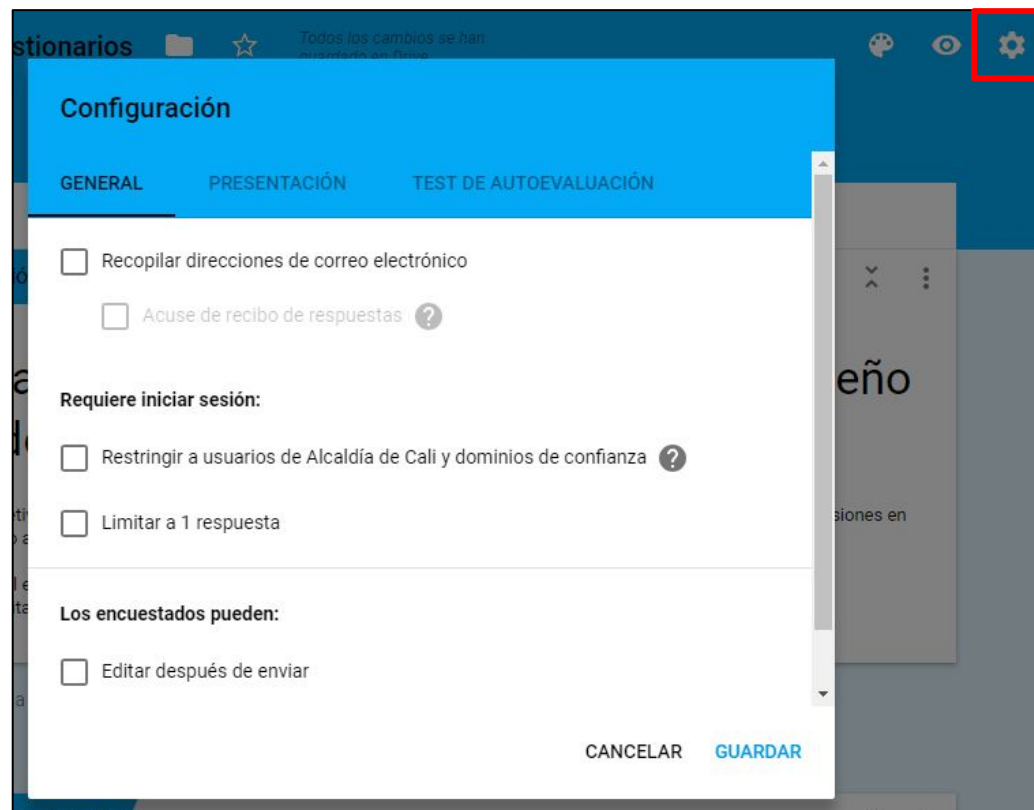 stionarios
Todos los cambios se han
guardado en Drive
Configuración
GENERAL PRESENTACIÓN TEST DE AUTOEVALUACIÓN
Recopilar direcciones de correo electrónico
Acuse de recibo de respuestas ?
eño
Requiere iniciar sesión:
Restringir a usuarios de Alcaldía de Cali y dominios de confianza ?
Limitar a 1 respuesta
siones en
Los encuestados pueden:
Editar después de enviar
CANCELAR GUARDAR